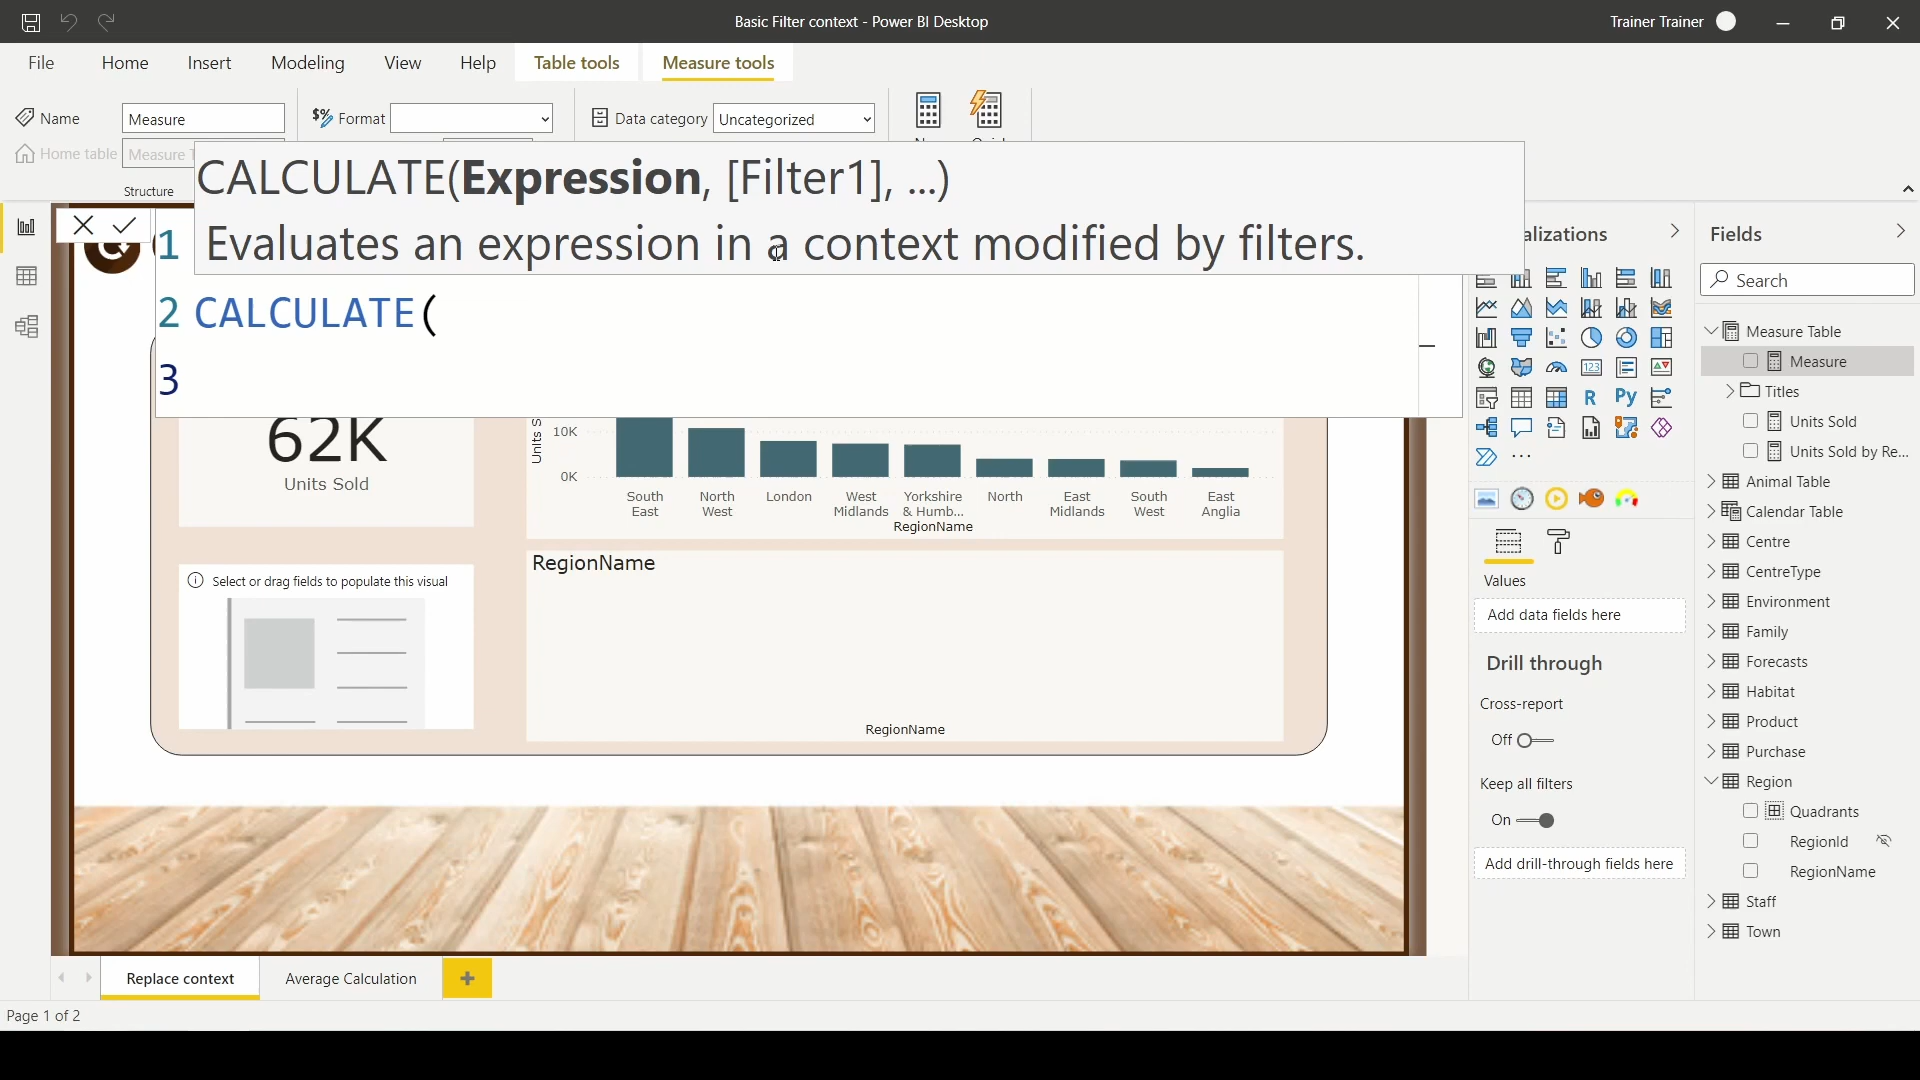 Basic Filter context - Power BI Desktop
Trainer Trainer
File Home Insert Modeling View Help Table tools Measure tools
Name Measure
Format
Data category Uncategorized
Home table Measure
Structure
CALCULATE(Expression, [Filter1], ...)
Evaluates an expression in a context modified by filters.
1
2 CALCULATE(
3
62K
Units Sold
10K
0K
South East
North West
London
West Midlands
Yorkshire & Humb...
North
East Midlands
South West
East Anglia
RegionName
Select or drag fields to populate this visual
RegionName
RegionName
alizations
R
Py
Values
Add data fields here
Drill through
Cross-report
Off
Keep all filters
On
Add drill-through fields here
Fields
Search
Measure Table
Measure
Titles
Units Sold
Units Sold by Re...
Animal Table
Calendar Table
Centre
CentreType
Environment
Family
Forecasts
Habitat
Product
Purchase
Region
Quadrants
RegionId
RegionName
Staff
Town
Replace context
Average Calculation
+
Page 1 of 2